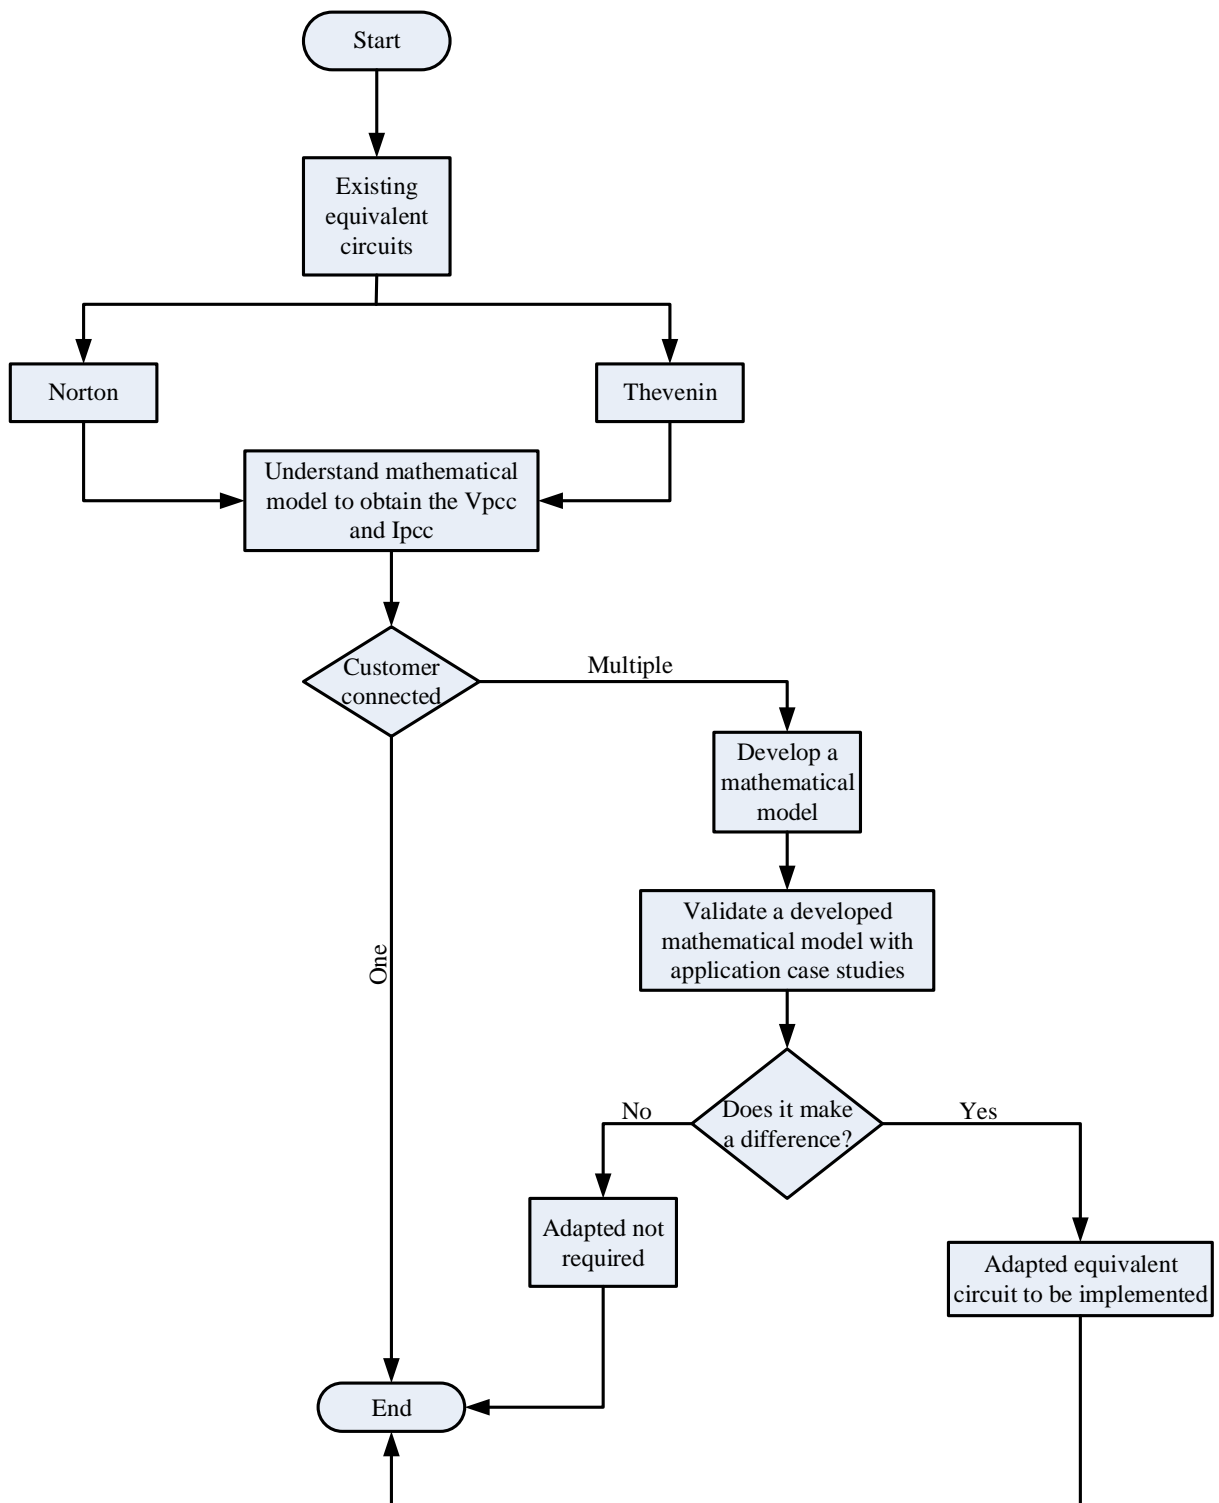 Start
Existing
equivalent
circuits
Norton
Thevenin
Understand mathematical
model to obtain the Vpcc
and Ipcc
Customer
connected
Multiple
Develop a
mathematical
model
Validate a developed
mathematical model with
application case studies
One
Does it make
a difference?
No
Yes
Adapted not
required
Adapted equivalent
circuit to be implemented
End